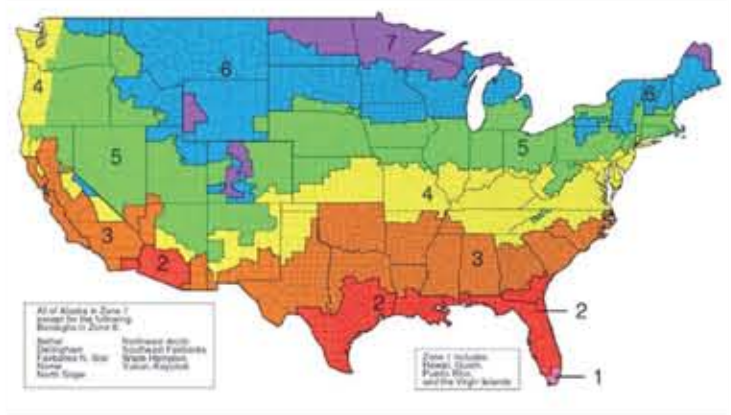 7
6
6
4
5
5
4
3
3
2
2
2
1
All of Alaska in Zone 7
except for the following
Boroughs in Zone 8:
Bethel Northwest Arctic
Dellingham Southeast Fairbanks
Fairbanks N. Star Wade Hampton
Nome Yukon-Koyukuk
North Slope
Zone 1 includes
Hawaii, Guam,
Puerto Rico,
and the Virgin Islands